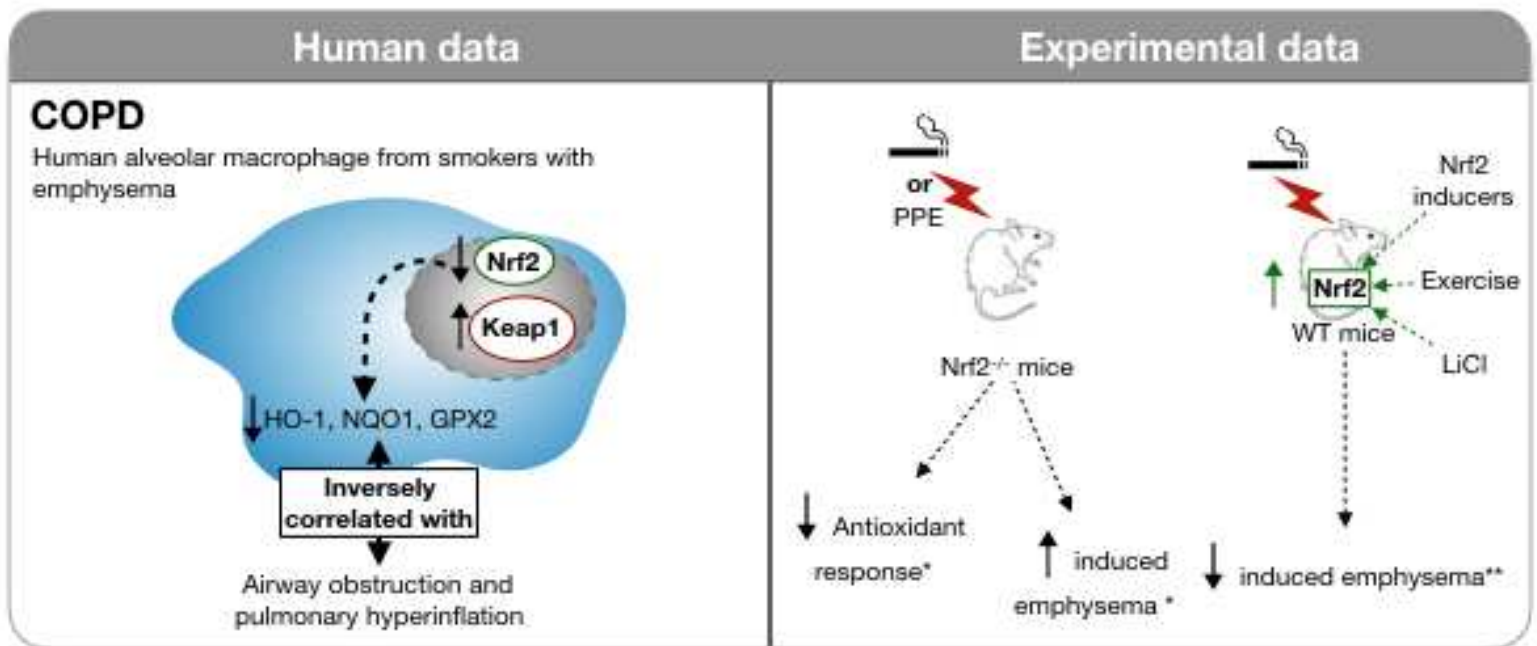 Human data
COPD
Human alveolar macrophage from smokers with
emphysema
Nrf2
Keap1
HO-1, NQO1, GPX2
Inversely
correlated with
Airway obstruction and
pulmonary hyperinflation
Experimental data
or
PPE
Nrf2-/- mice
Antioxidant
response*
induced
emphysema *
Nrf2
inducers
Exercise
LiCl
Nrf2
WT mice
induced emphysema**